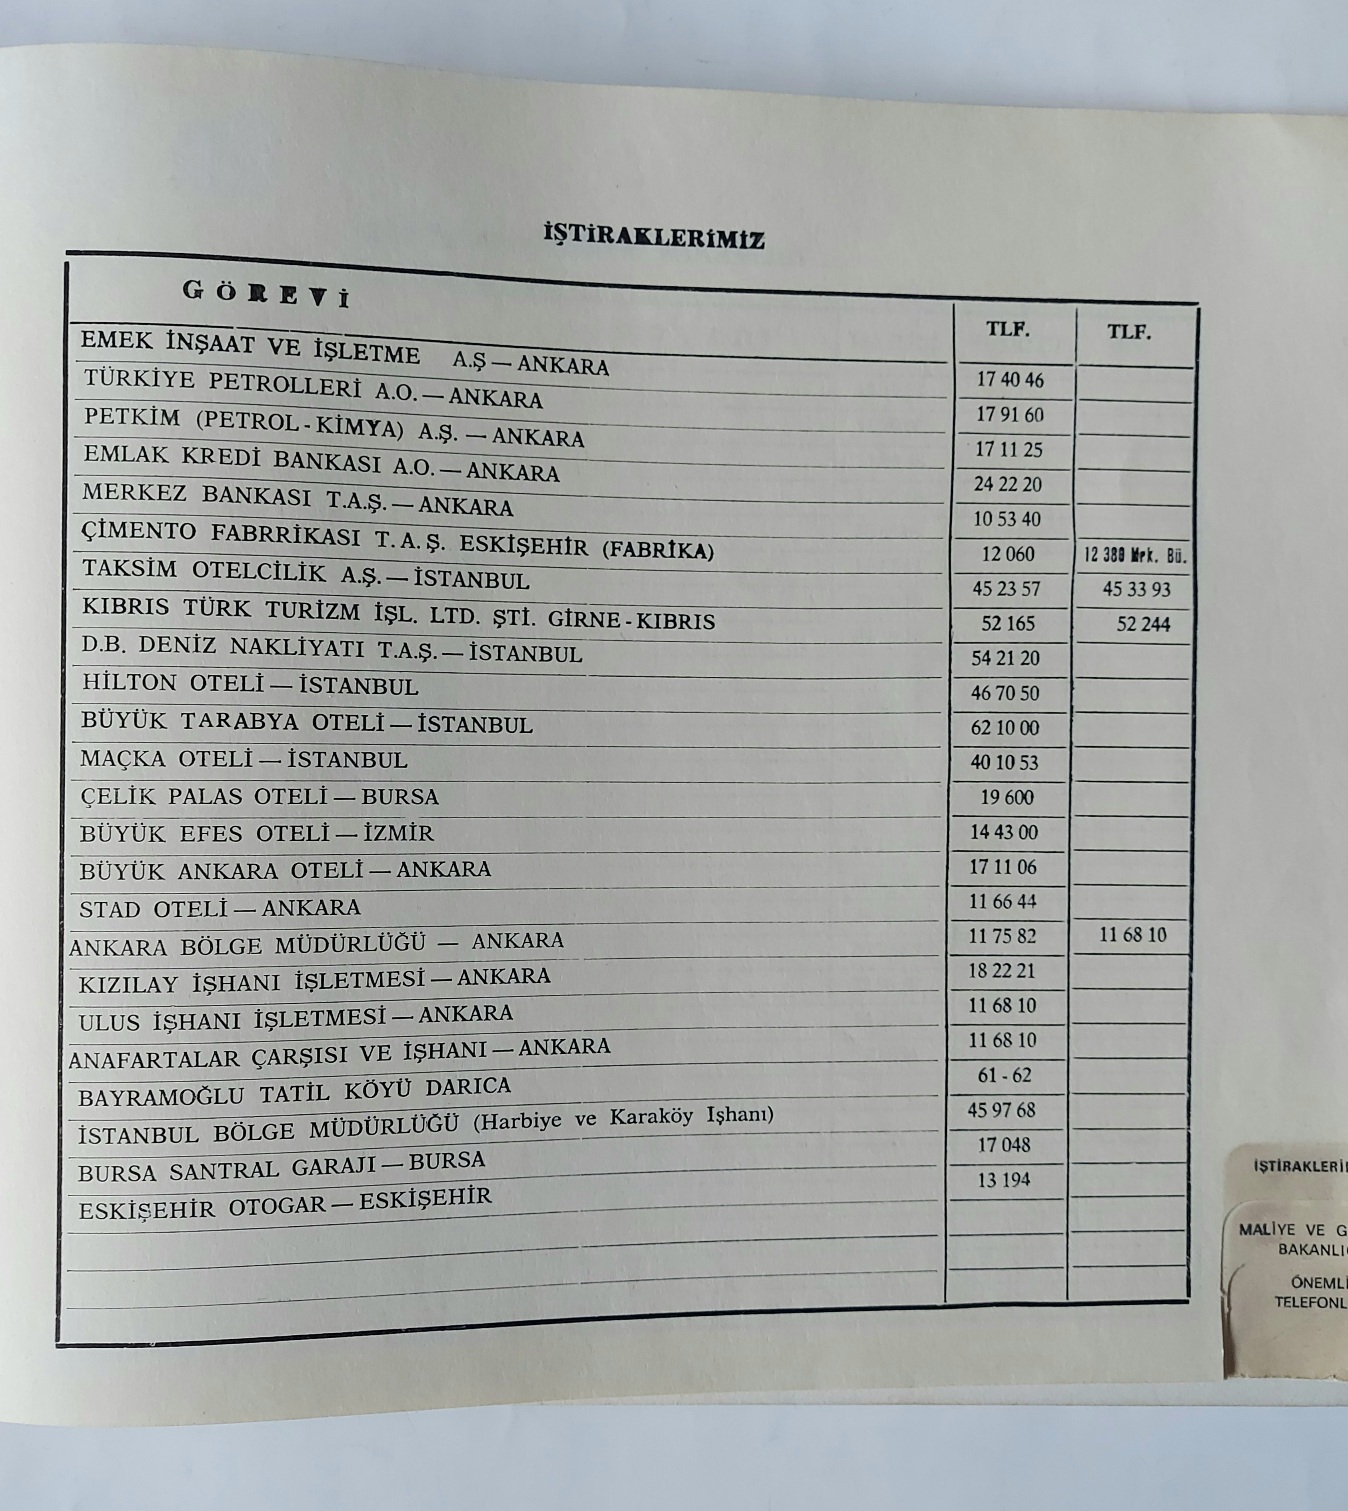 İŞTİRAKLERİMİZ
GÖREVİ TLF. TLF.
EMEK İNŞAAT VE İŞLETME A.Ş — ANKARA 17 40 46
TÜRKİYE PETROLLERİ A.O. — ANKARA 17 91 60
PETKİM (PETROL - KİMYA) A.Ş. — ANKARA 17 11 25
EMLAK KREDİ BANKASI A.O. — ANKARA 24 22 20
MERKEZ BANKASI T.A.Ş. — ANKARA 10 53 40
ÇİMENTO FABRRİKASI T. A. Ş. ESKİŞEHİR (FABRİKA) 12 060 12 380 Mrk. Bü.
TAKSİM OTELCİLİK A.Ş. — İSTANBUL 45 23 57 45 33 93
KIBRIS TÜRK TURİZM İŞL. LTD. ŞTİ. GİRNE - KIBRIS 52 165 52 244
D.B. DENİZ NAKLİYATI T.A.Ş. — İSTANBUL 54 21 20
HİLTON OTELİ — İSTANBUL 46 70 50
BÜYÜK TARABYA OTELİ — İSTANBUL 62 10 00
MAÇKA OTELİ — İSTANBUL 40 10 53
ÇELİK PALAS OTELİ — BURSA 19 600
BÜYÜK EFES OTELİ — İZMİR 14 43 00
BÜYÜK ANKARA OTELİ — ANKARA 17 11 06
STAD OTELİ — ANKARA 11 66 44
ANKARA BÖLGE MÜDÜRLÜĞÜ — ANKARA 11 75 82 11 68 10
KIZILAY İŞHANI İŞLETMESİ — ANKARA 18 22 21
ULUS İŞHANI İŞLETMESİ — ANKARA 11 68 10
ANAFARTALAR ÇARŞISI VE İŞHANI — ANKARA 11 68 10
BAYRAMOĞLU TATİL KÖYÜ DARICA 61 - 62
İSTANBUL BÖLGE MÜDÜRLÜĞÜ (Harbiye ve Karaköy Işhanı) 45 97 68
BURSA SANTRAL GARAJI — BURSA 17 048
ESKİŞEHİR OTOGAR — ESKİŞEHİR 13 194
İŞTİRAKLERİ
MALİYE VE G
BAKANLI
ÖNEMLİ
TELEFONL